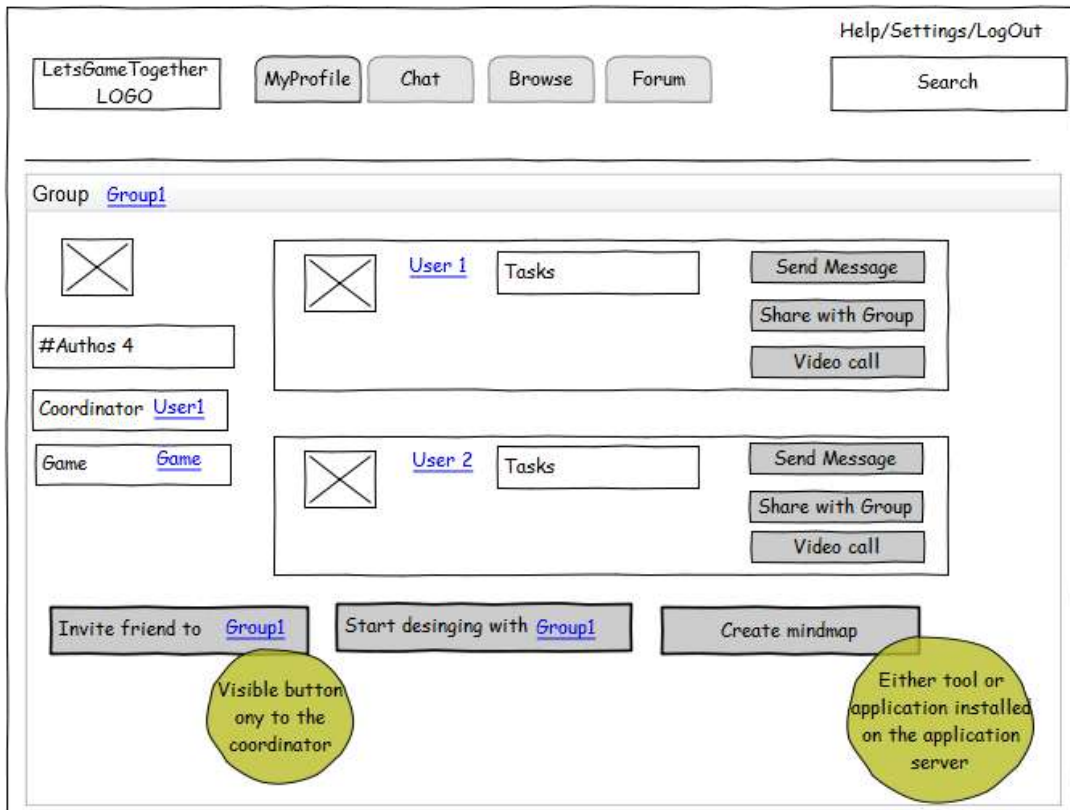 Help/Settings/LogOut
LetsGameTogether
LOGO
MyProfile
Chat
Browse
Forum
Search
Group Group1
User 1
Tasks
Send Message
Share with Group
Video call
#Authos 4
Coordinator User1
Game Game
User 2
Tasks
Send Message
Share with Group
Video call
Invite friend to Group1
Start desinging with Group1
Create mindmap
Visible button
ony to the
coordinator
Either tool or
application installed
on the application
server